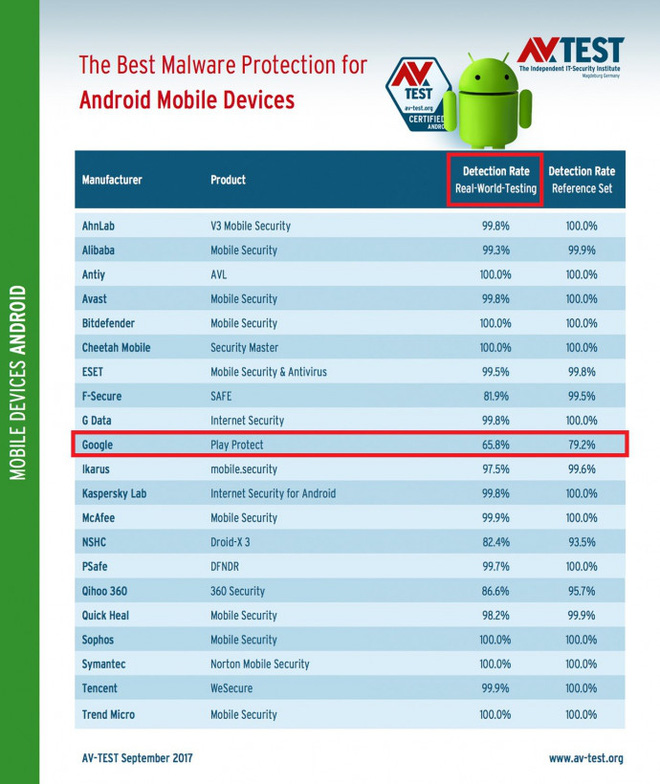 The Best Malware Protection for
Android Mobile Devices
AV TEST
av-test.org
CERTIFIED
ANDROID
AVTEST
The Independent IT-Security Institute
Magdeburg Germany
MOBILE DEVICES ANDROID
Manufacturer Product Detection Rate Real-World-Testing Detection Rate Reference Set
AhnLab V3 Mobile Security 99.8% 100.0%
Alibaba Mobile Security 99.3% 99.9%
Antiy AVL 100.0% 100.0%
Avast Mobile Security 99.8% 100.0%
Bitdefender Mobile Security 100.0% 100.0%
Cheetah Mobile Security Master 100.0% 100.0%
ESET Mobile Security & Antivirus 99.5% 99.8%
F-Secure SAFE 81.9% 99.5%
G Data Internet Security 99.8% 100.0%
Google Play Protect 65.8% 79.2%
Ikarus mobile.security 97.5% 99.6%
Kaspersky Lab Internet Security for Android 99.8% 100.0%
McAfee Mobile Security 99.9% 100.0%
NSHC Droid-X 3 82.4% 93.5%
PSafe DFNDR 99.7% 100.0%
Qihoo 360 360 Security 86.6% 95.7%
Quick Heal Mobile Security 98.2% 99.9%
Sophos Mobile Security 100.0% 100.0%
Symantec Norton Mobile Security 100.0% 100.0%
Tencent WeSecure 99.9% 100.0%
Trend Micro Mobile Security 100.0% 100.0%
AV-TEST September 2017 www.av-test.org